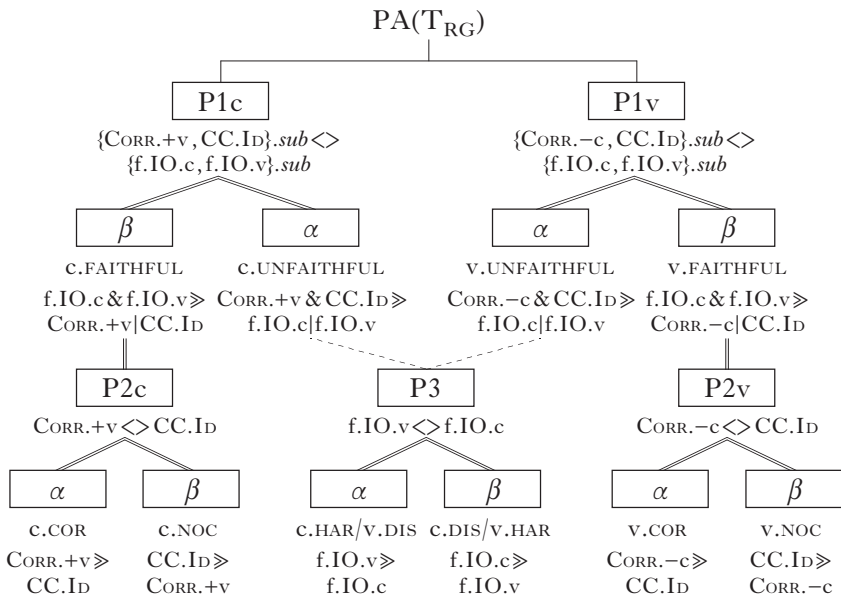 PA(T_RG)
P1c P1v
{CORR.+v, CC.ID}.sub<> {CORR.−c, CC.ID}.sub<>
{f.IO.c, f.IO.v}.sub {f.IO.c, f.IO.v}.sub
β α α β
C.FAITHFUL C.UNFAITHFUL V.UNFAITHFUL V.FAITHFUL
f.IO.c & f.IO.v≫ CORR.+v & CC.ID≫ CORR.−c & CC.ID≫ f.IO.c & f.IO.v≫
CORR.+v|CC.ID f.IO.c|f.IO.v f.IO.c|f.IO.v CORR.−c|CC.ID
P2c P3 P2v
CORR.+v<>CC.ID f.IO.v<>f.IO.c CORR.−c<>CC.ID
α β α β α β
C.COR C.NOC C.HAR/V.DIS C.DIS/V.HAR V.COR V.NOC
CORR.+v≫ CC.ID≫ f.IO.v≫ f.IO.c≫ CORR.−c≫ CC.ID≫
CC.ID CORR.+v f.IO.c f.IO.v CC.ID CORR.−c